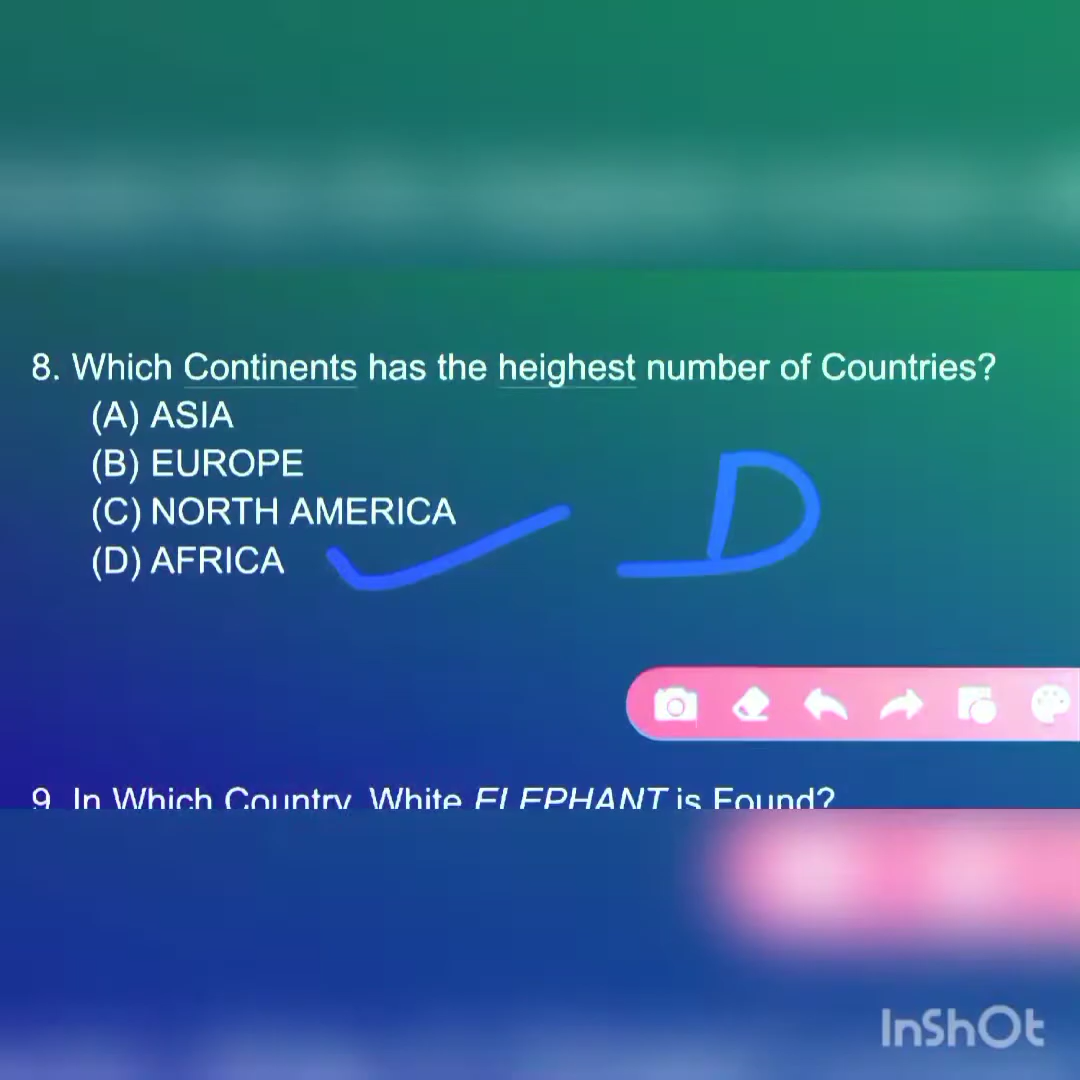 8. Which Continents has the heighest number of Countries?
(A) ASIA
(B) EUROPE
(C) NORTH AMERICA
(D) AFRICA
D
9. In Which Country, White ELEPHANT is Found?
InShOt